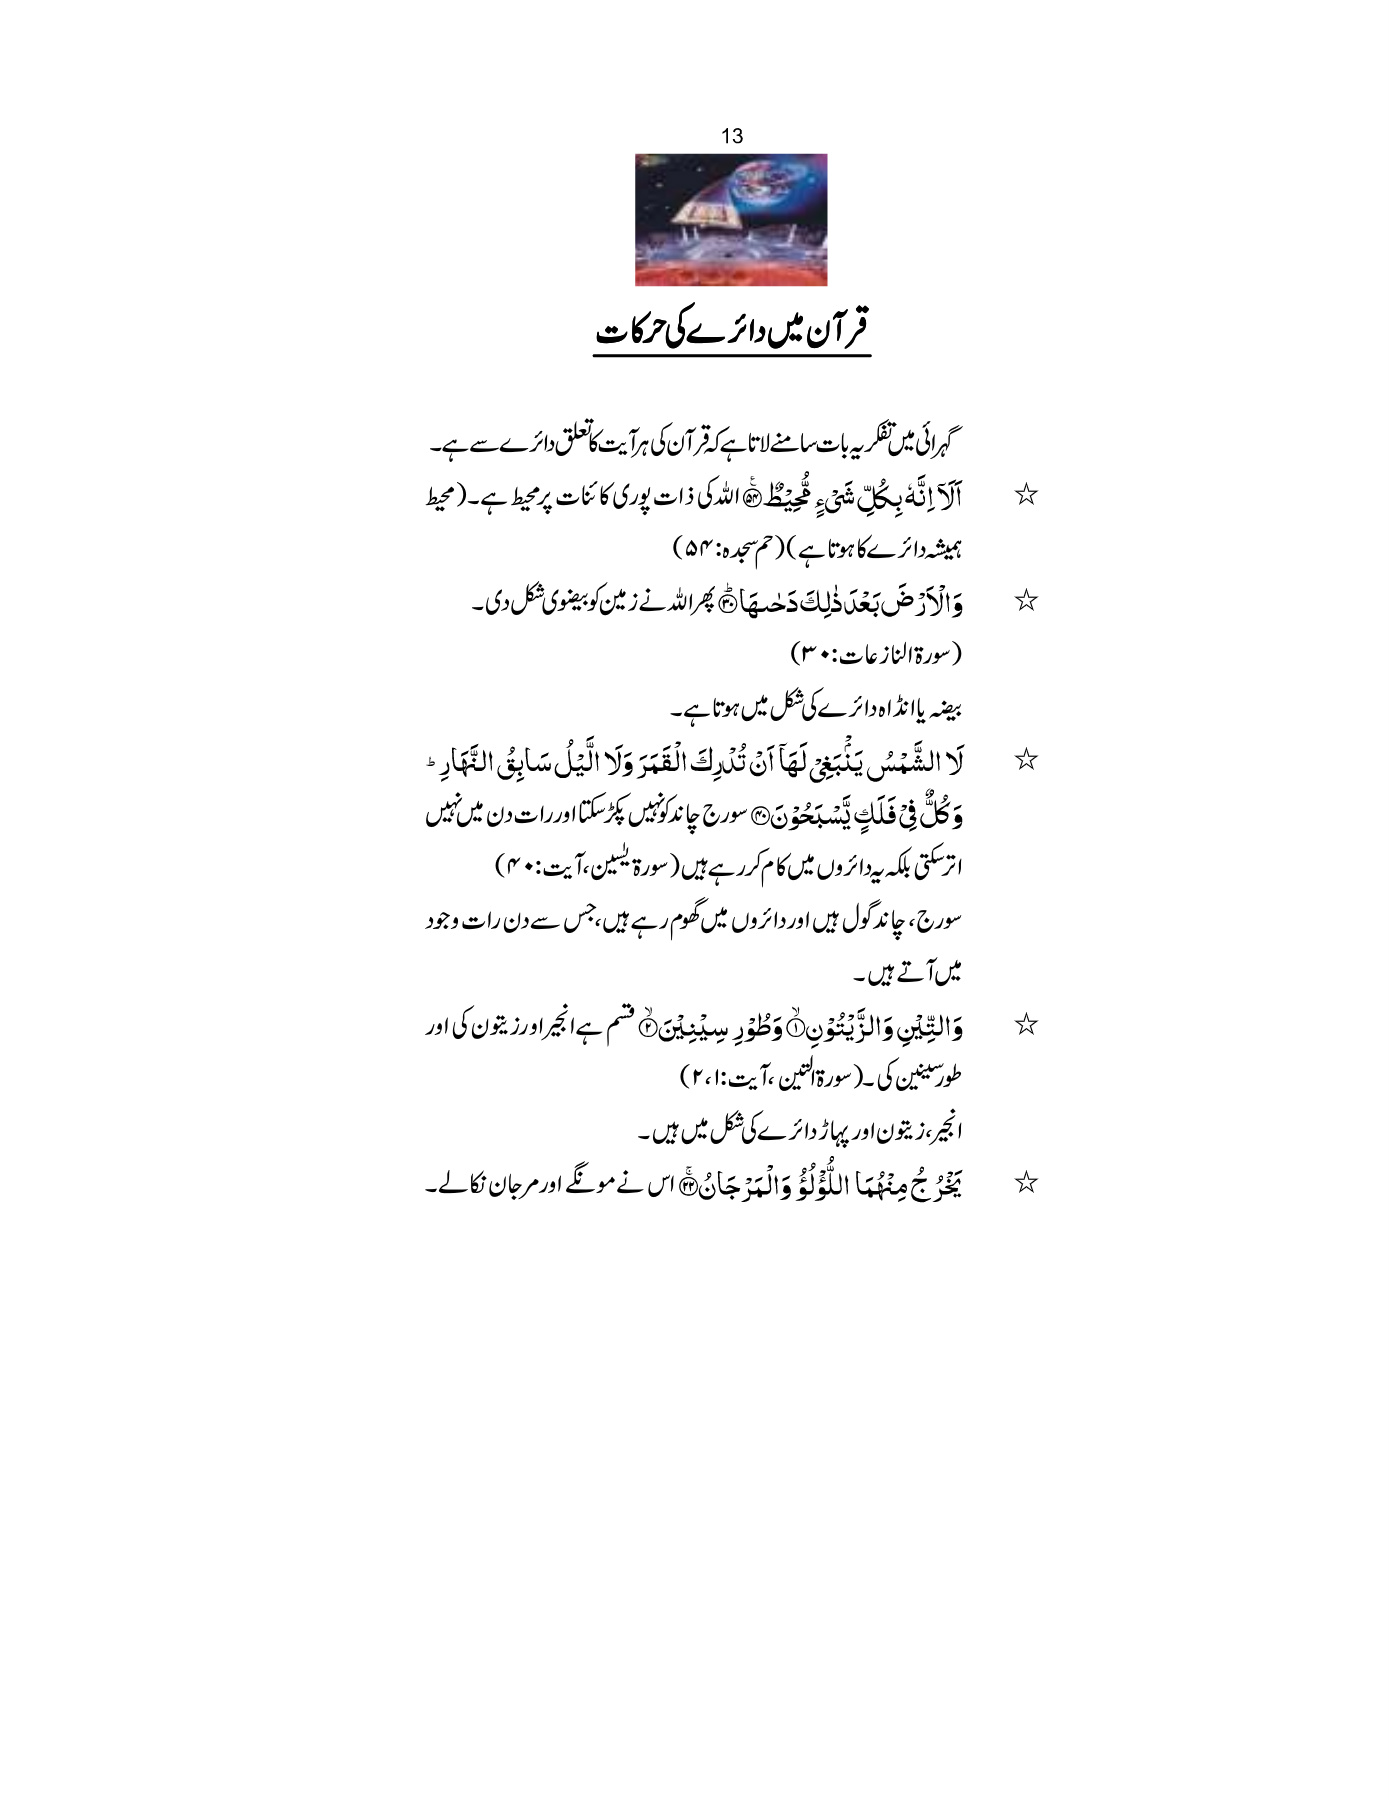 13
قرآن میں دائرے کی حرکات
گہرائی میں تفکر یہ بات سامنے لاتا ہے کہ قرآن کی ہر آیت کا تعلق دائرے سے ہے۔
☆ اَلَآ اِنَّهٗ بِكُلِّ شَیْءٍ مُّحِیْطٌ ﴿۵۴﴾ اللہ کی ذات پوری کائنات پر محیط ہے۔ (محیط
ہمیشہ دائرے کا ہوتا ہے) (حم سجدہ: ۵۴)
☆ وَالْاَرْضَ بَعْدَ ذٰلِكَ دَحٰىهَا ﴿۳۰﴾ پھر اللہ نے زمین کو بیضوی شکل دی۔
(سورۃ النازعات: ۳۰)
بیضہ یا انڈاہ دائرے کی شکل میں ہوتا ہے۔
☆ لَا الشَّمْسُ یَنْۢبَغِیْ لَهَآ اَنْ تُدْرِكَ الْقَمَرَ وَلَا الَّیْلُ سَابِقُ النَّهَارِ ؕ
وَكُلٌّ فِیْ فَلَكٍ یَّسْبَحُوْنَ ﴿۴۰﴾ سورج چاند کو نہیں پکڑ سکتا اور رات دن میں نہیں
اتر سکتی بلکہ یہ دائروں میں کام کر رہے ہیں (سورۃ یٰسین، آیت: ۴۰)
سورج، چاند گول ہیں اور دائروں میں گھوم رہے ہیں، جس سے دن رات وجود
میں آتے ہیں۔
☆ وَالتِّیْنِ وَالزَّیْتُوْنِ ﴿۱﴾ۙ وَطُوْرِ سِیْنِیْنَ ﴿۲﴾ۙ قسم ہے انجیر اور زیتون کی اور
طور سینین کی۔ (سورۃ التین، آیت: ۱،۲)
انجیر، زیتون اور پہاڑ دائرے کی شکل میں ہیں۔
☆ یَخْرُجُ مِنْهُمَا اللُّؤْلُؤُ وَالْمَرْجَانُ ﴿۲۲﴾ۚ اس نے مونگے اور مرجان نکالے۔